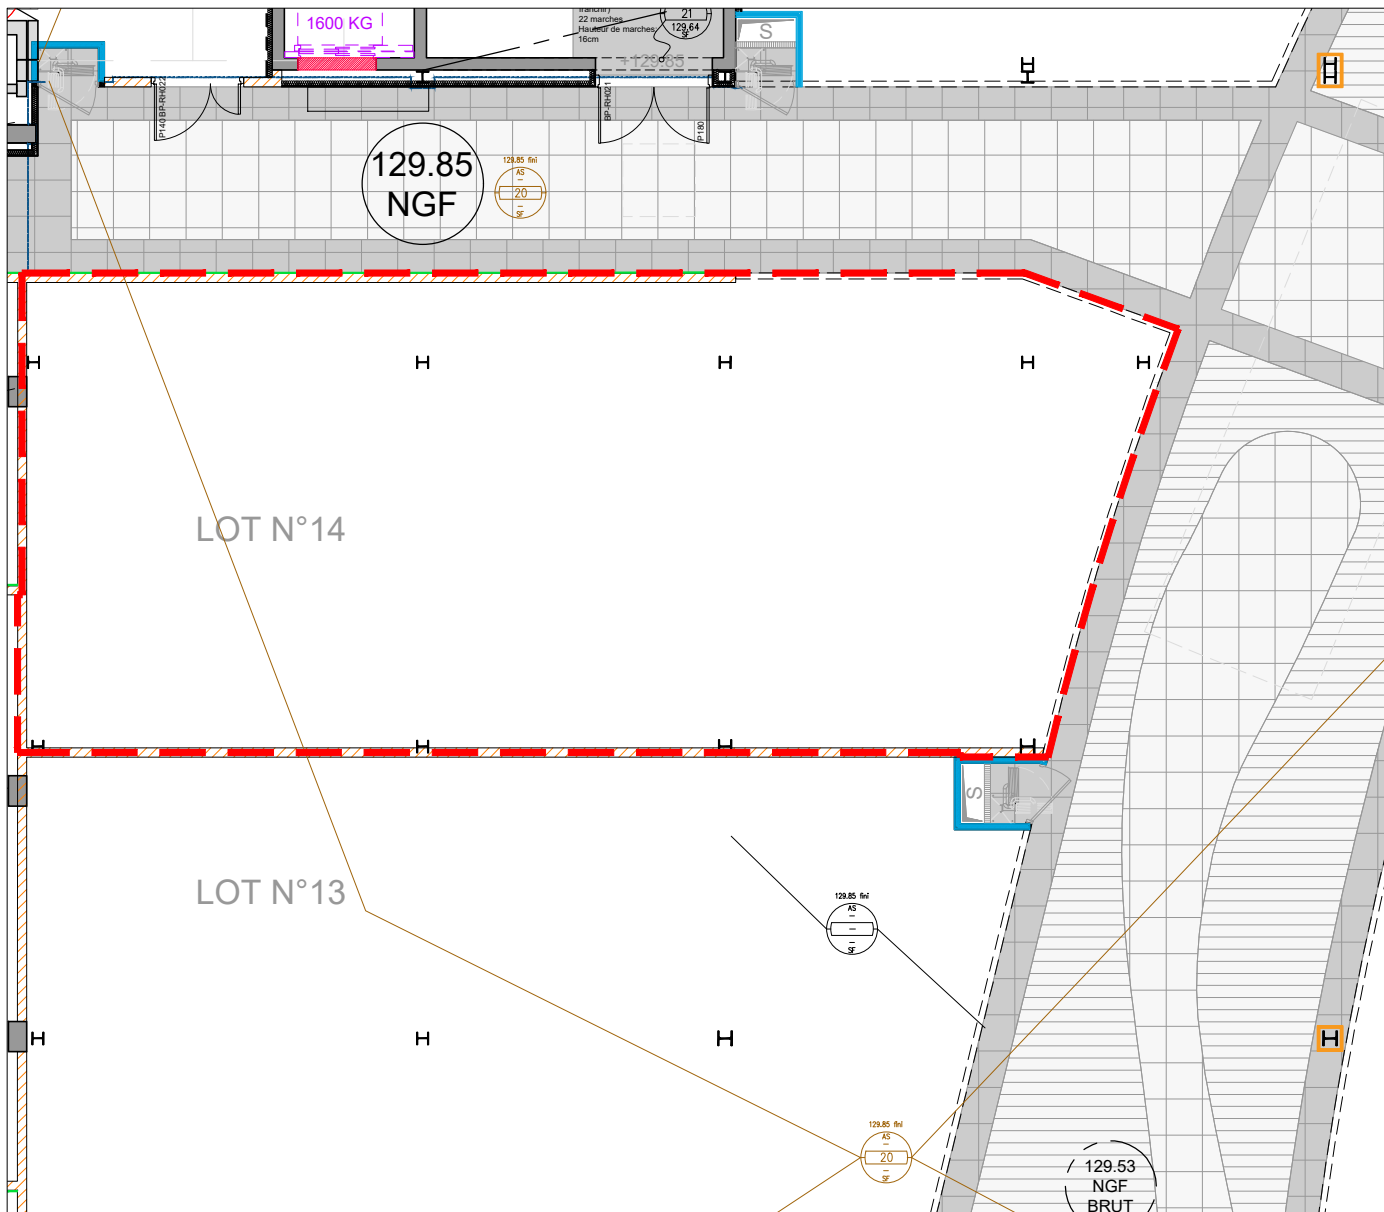 1600 KG
franchir)
22 marches
Hauteur de marches:
16cm
21
129.64
SF
S
+129.85
P140
BP-RH022
BP-RH021
P180
129.85
NGF
129.85 fini
AS
20
SF
LOT N°14
S
LOT N°13
129.85 fini
AS
SF
129.85 fini
AS
20
SF
129.53
NGF
BRUT